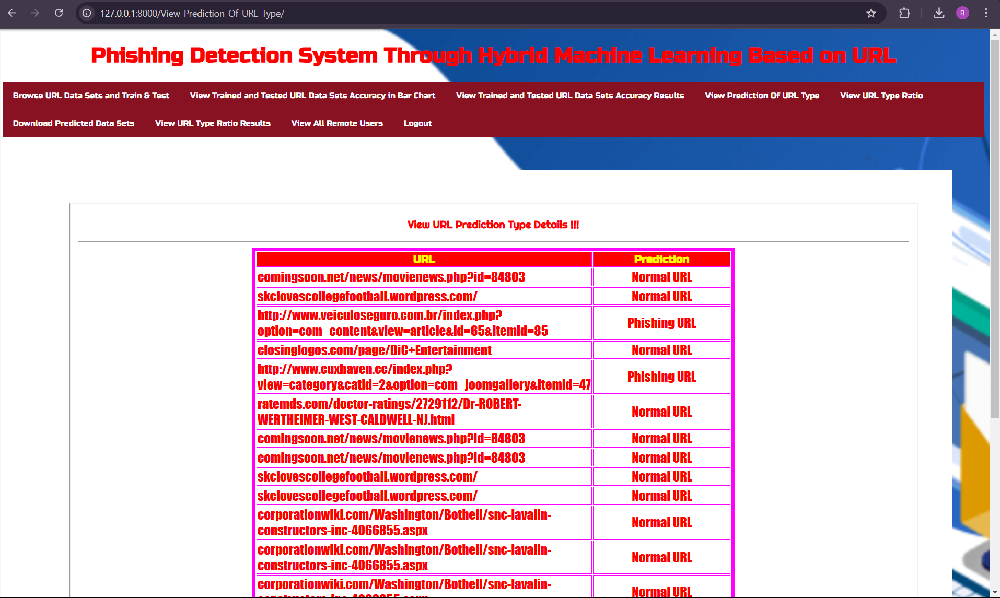 127.0.0.1:8000/View_Prediction_Of_URL_Type/
R
Phishing Detection System Through Hybrid Machine Learning Based on URL
Browse URL Data Sets and Train & Test View Trained and Tested URL Data Sets Accuracy in Bar Chart View Trained and Tested URL Data Sets Accuracy Results View Prediction Of URL Type View URL Type Ratio
Download Predicted Data Sets View URL Type Ratio Results View All Remote Users Logout
View URL Prediction Type Details !!!
URL Prediction
comingsoon.net/news/movienews.php?id=84803 Normal URL
skclovescollegefootball.wordpress.com/ Normal URL
http://www.veiculoseguro.com.br/index.php?
option=com_content&view=article&id=65&Itemid=85 Phishing URL
closinglogos.com/page/DiC+Entertainment Normal URL
http://www.cuxhaven.cc/index.php?
view=category&catid=2&option=com_joomgallery&Itemid=47 Phishing URL
ratemds.com/doctor-ratings/2729112/Dr-ROBERT-
WERTHEIMER-WEST-CALDWELL-NJ.html Normal URL
comingsoon.net/news/movienews.php?id=84803 Normal URL
comingsoon.net/news/movienews.php?id=84803 Normal URL
skclovescollegefootball.wordpress.com/ Normal URL
skclovescollegefootball.wordpress.com/ Normal URL
corporationwiki.com/Washington/Bothell/snc-lavalin-
constructors-inc-4066855.aspx Normal URL
corporationwiki.com/Washington/Bothell/snc-lavalin-
constructors-inc-4066855.aspx Normal URL
corporationwiki.com/Washington/Bothell/snc-lavalin-
Normal URL